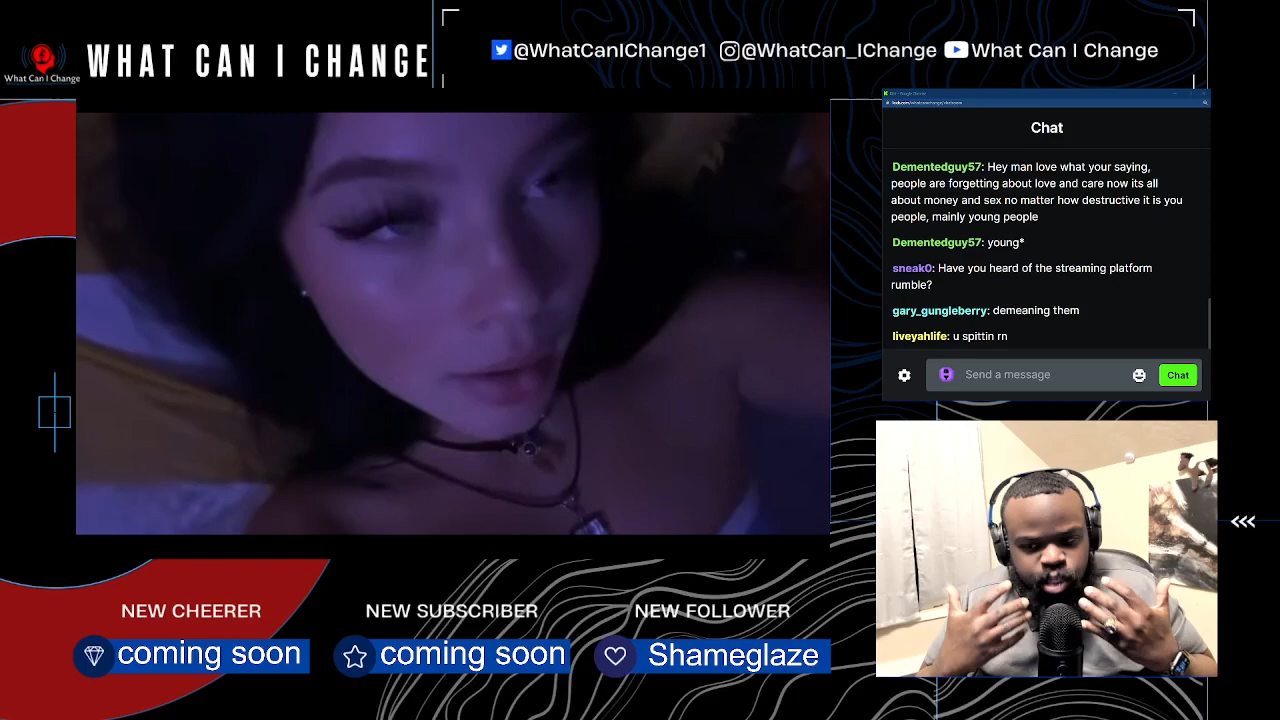 What Can I Change
WHAT CAN I CHANGE
@WhatCanIChange1 @WhatCan_IChange What Can I Change
Chat
Dementedguy57: Hey man love what your saying,
people are forgetting about love and care now its all
about money and sex no matter how destructive it is you
people, mainly young people
Dementedguy57: young*
sneak0: Have you heard of the streaming platform
rumble?
gary_gungleberry: demeaning them
liveyahlife: u spittin rn
Send a message
Chat
NEW CHEERER
coming soon
NEW SUBSCRIBER
coming soon
NEW FOLLOWER
Shameglaze